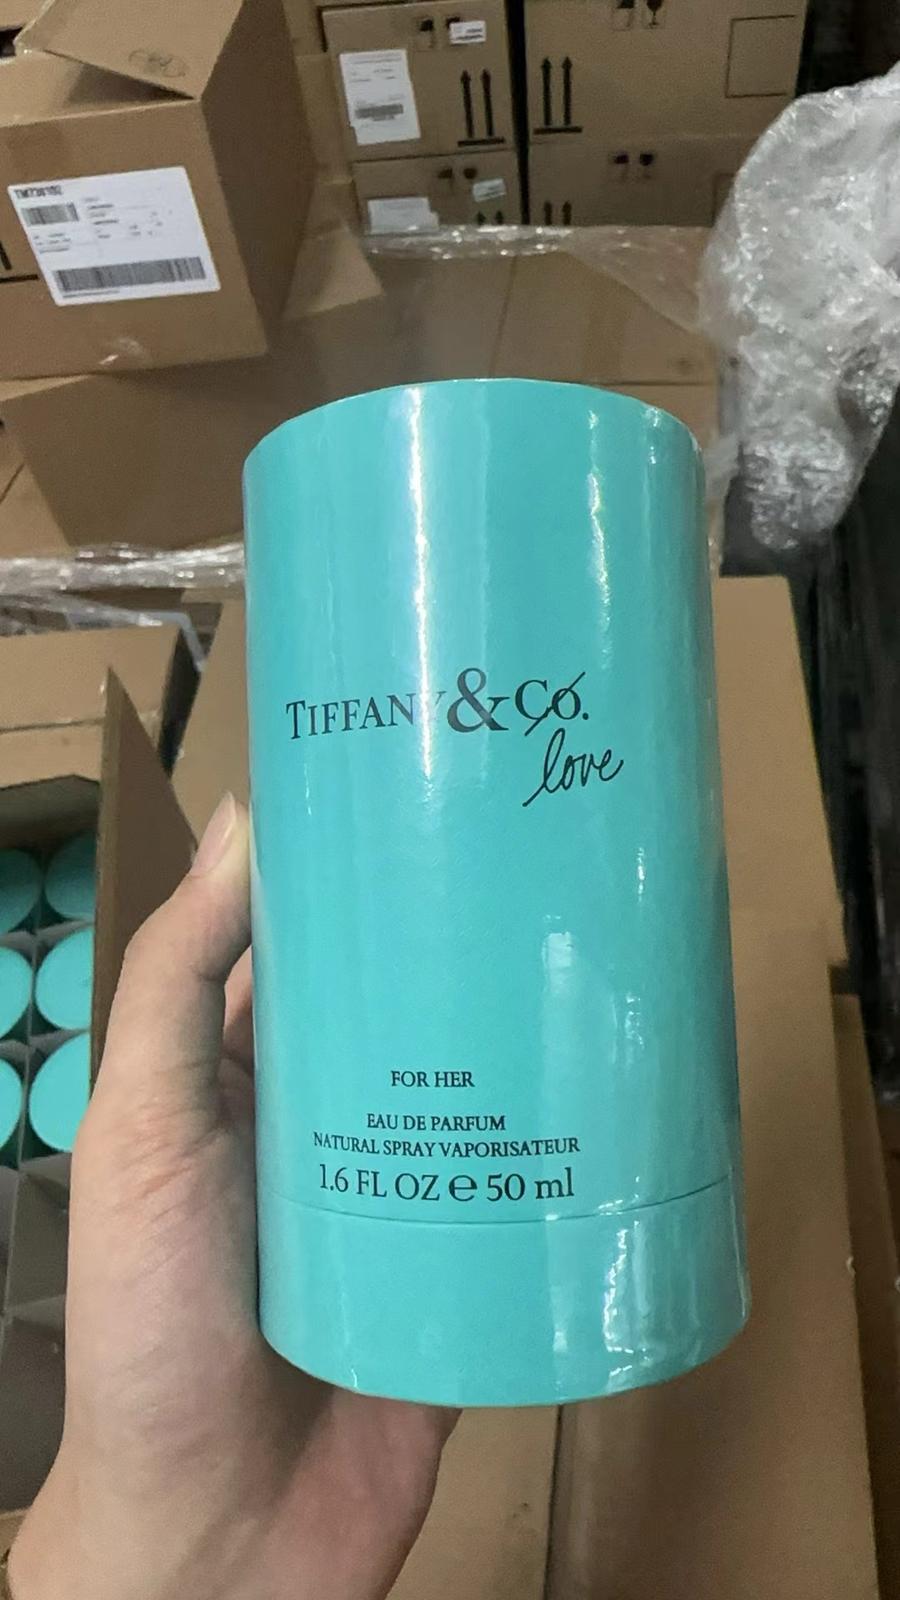 TIFFANY & Co.
love
FOR HER
EAU DE PARFUM
NATURAL SPRAY VAPORISATEUR
1.6 FL OZ ℮ 50 ml